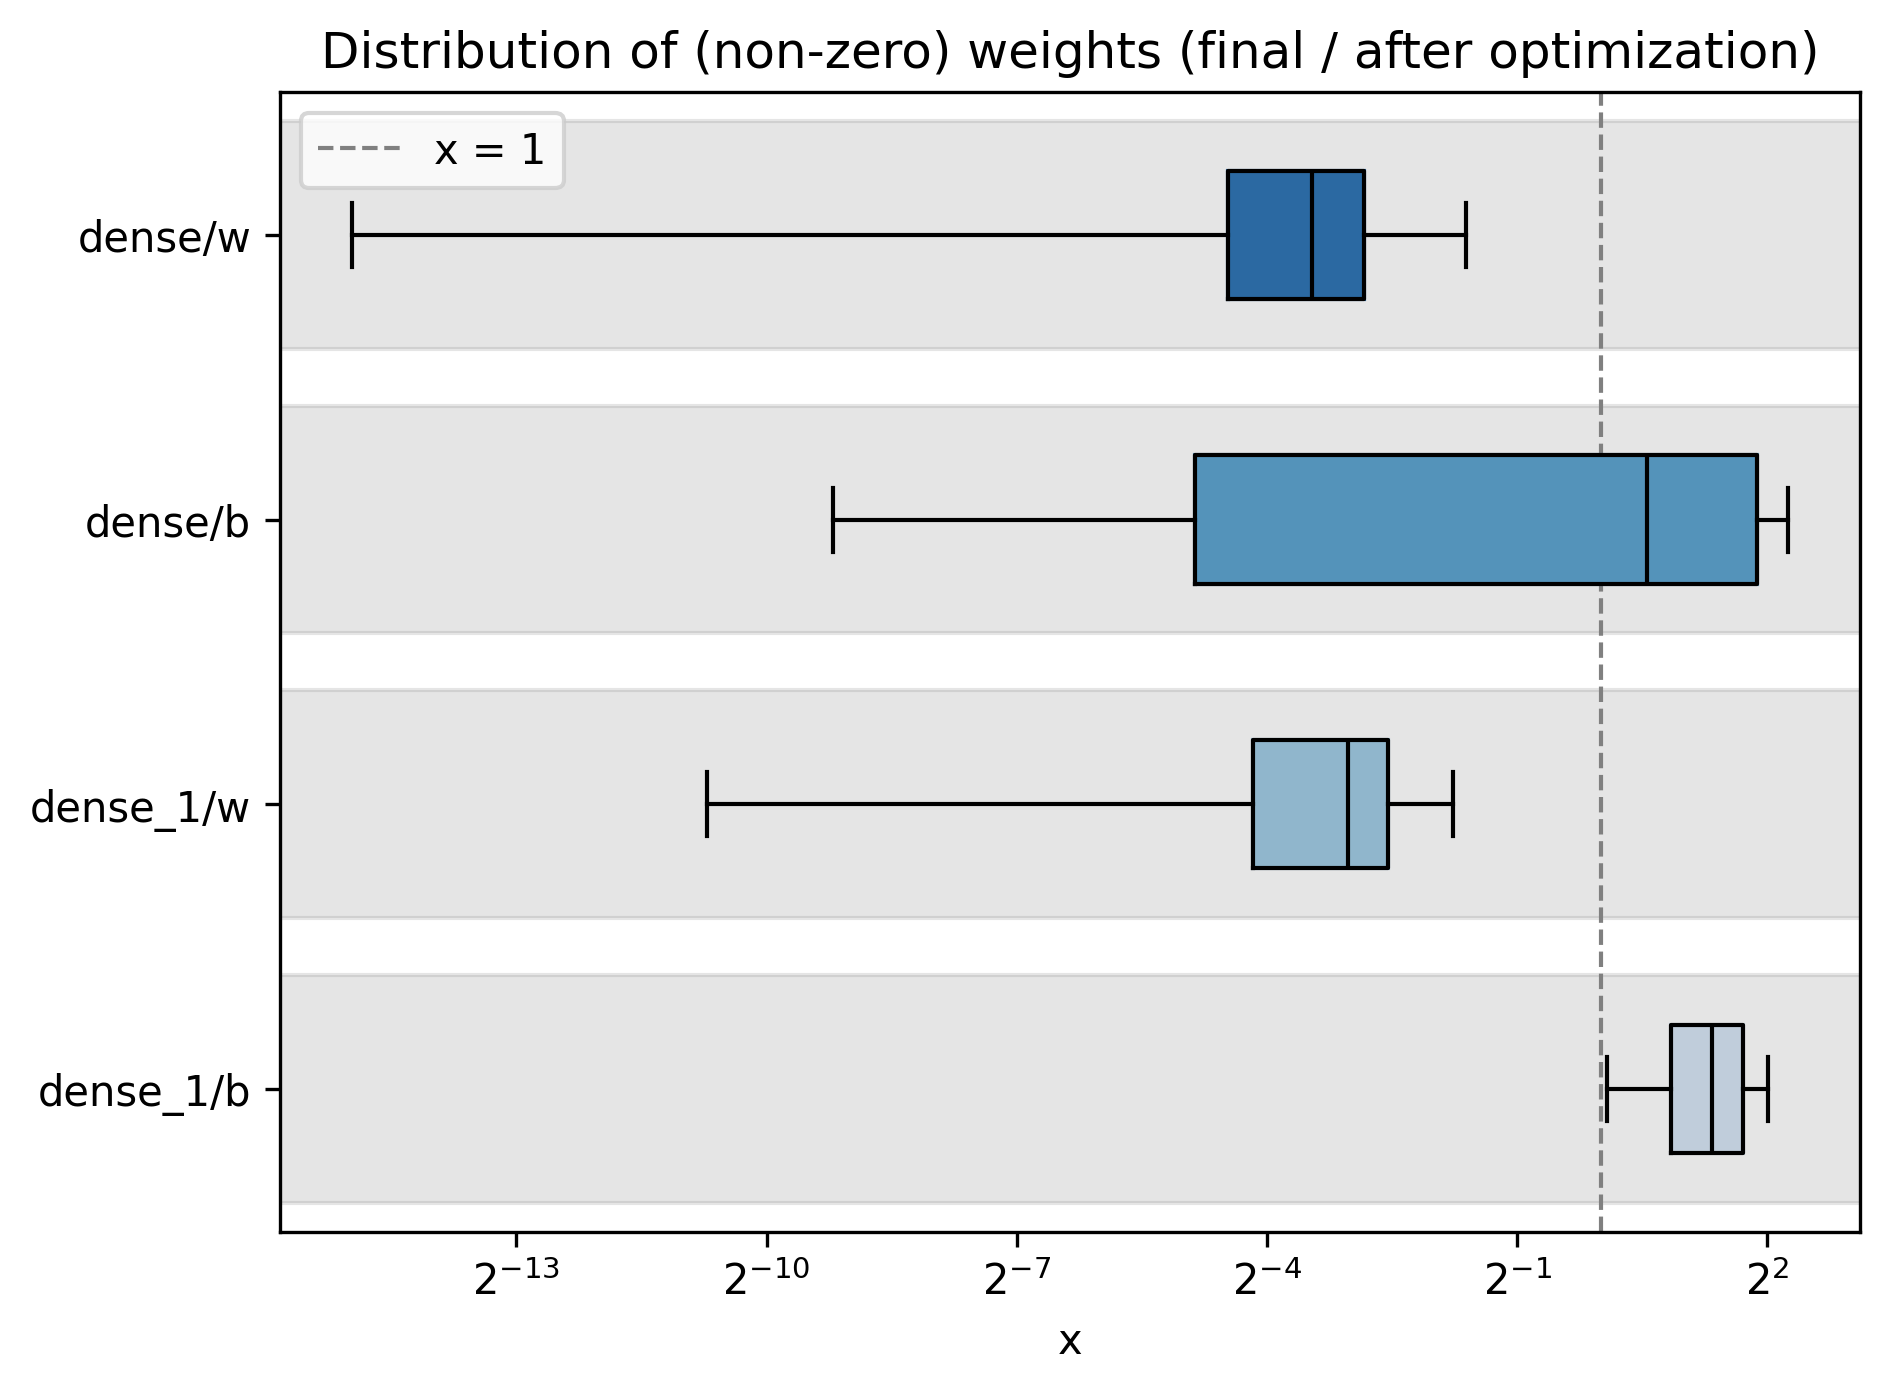 Distribution of (non-zero) weights (final / after optimization)
x = 1
dense/w
dense/b
dense_1/w
dense_1/b
2⁻¹³ 2⁻¹⁰ 2⁻⁷ 2⁻⁴ 2⁻¹ 2²
x